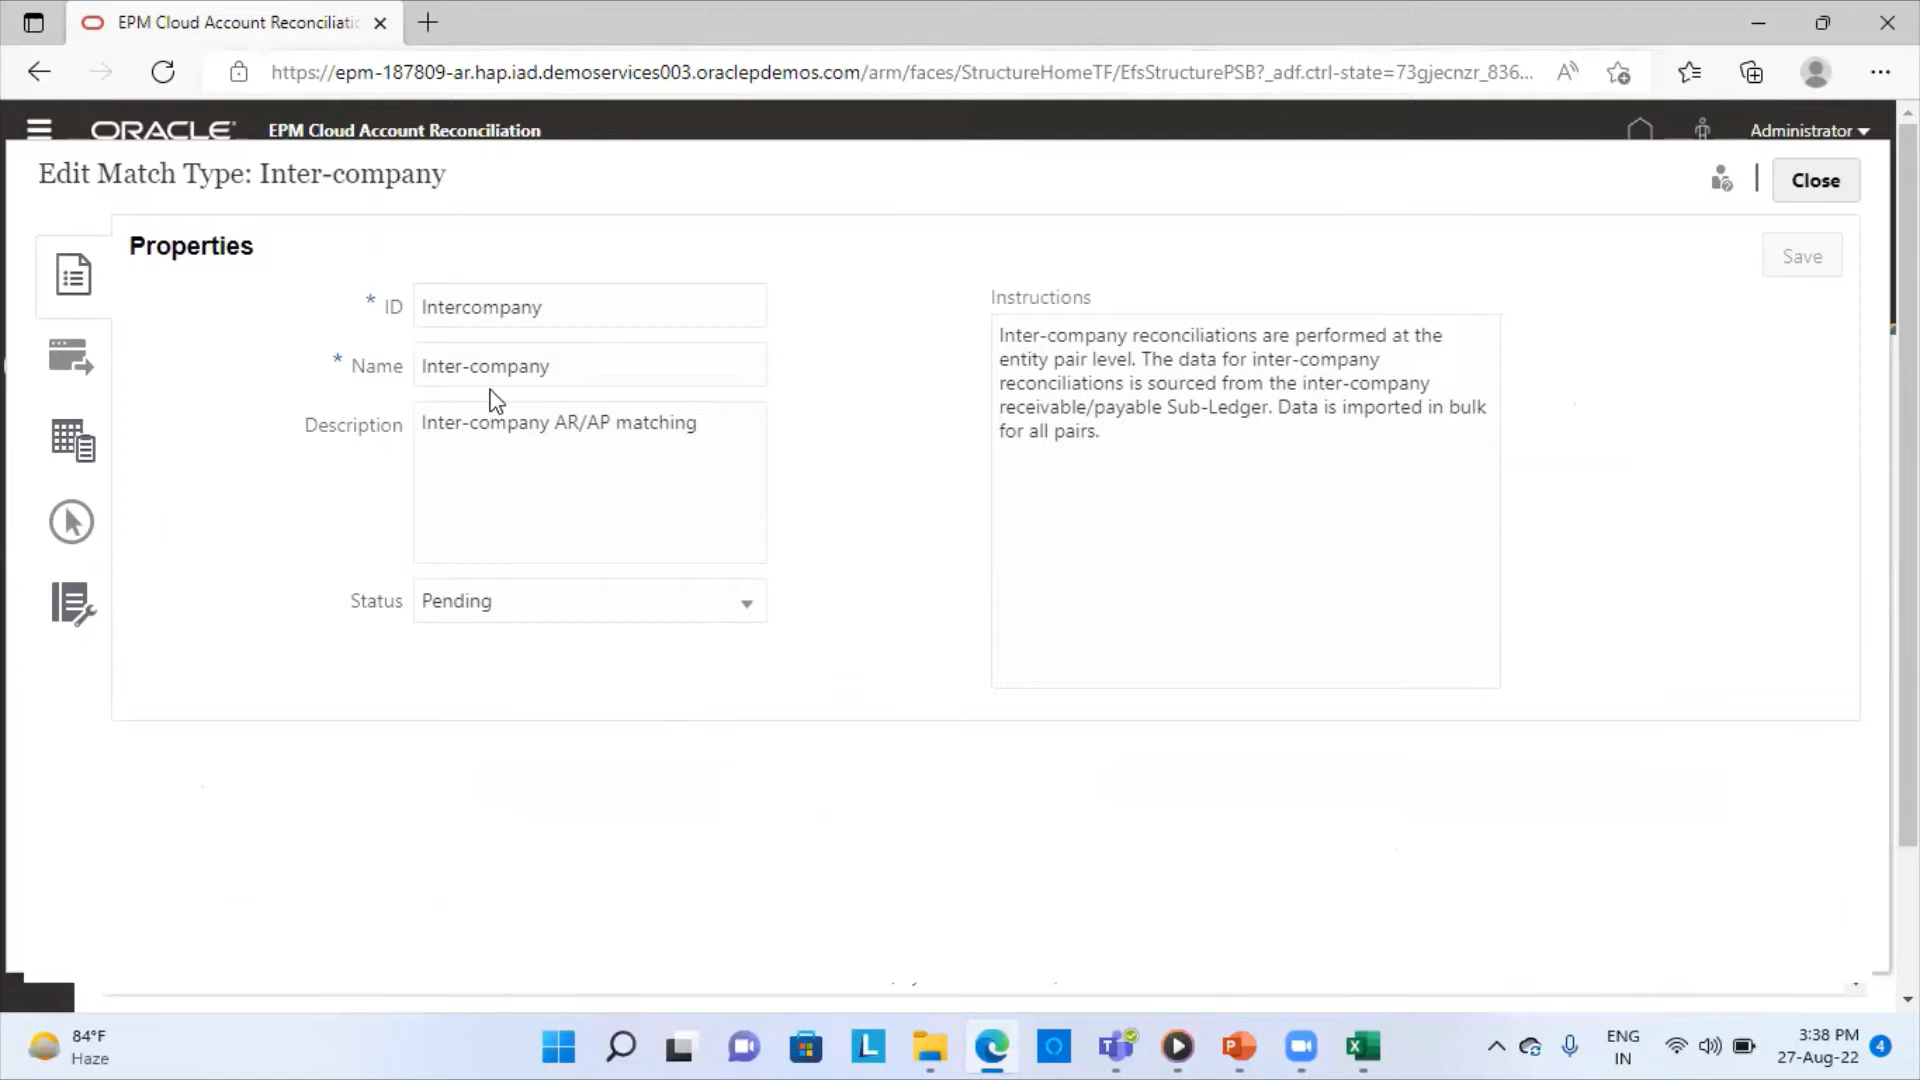 EPM Cloud Account Reconciliatic
https://epm-187809-ar.hap.iad.demoservices003.oraclepdemos.com/arm/faces/StructureHomeTF/EfsStructurePSB?_adf.ctrl-state=73gjecnzr_836...
ORACLE EPM Cloud Account Reconciliation Administrator
Edit Match Type: Inter-company
Close
Properties
Save
* ID Intercompany
* Name Inter-company
Description Inter-company AR/AP matching
Status Pending
Instructions
Inter-company reconciliations are performed at the
entity pair level. The data for inter-company
reconciliations is sourced from the inter-company
receivable/payable Sub-Ledger. Data is imported in bulk
for all pairs.
84°F
Haze
ENG
IN
3:38 PM
27-Aug-22
4